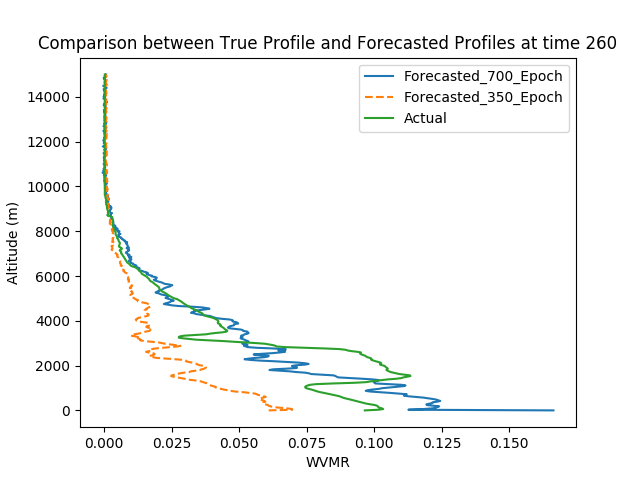 Comparison between True Profile and Forecasted Profiles at time 260
Forecasted_700_Epoch
Forecasted_350_Epoch
Actual
14000
12000
10000
8000
6000
4000
2000
0
Altitude (m)
0.000 0.025 0.050 0.075 0.100 0.125 0.150
WVMR